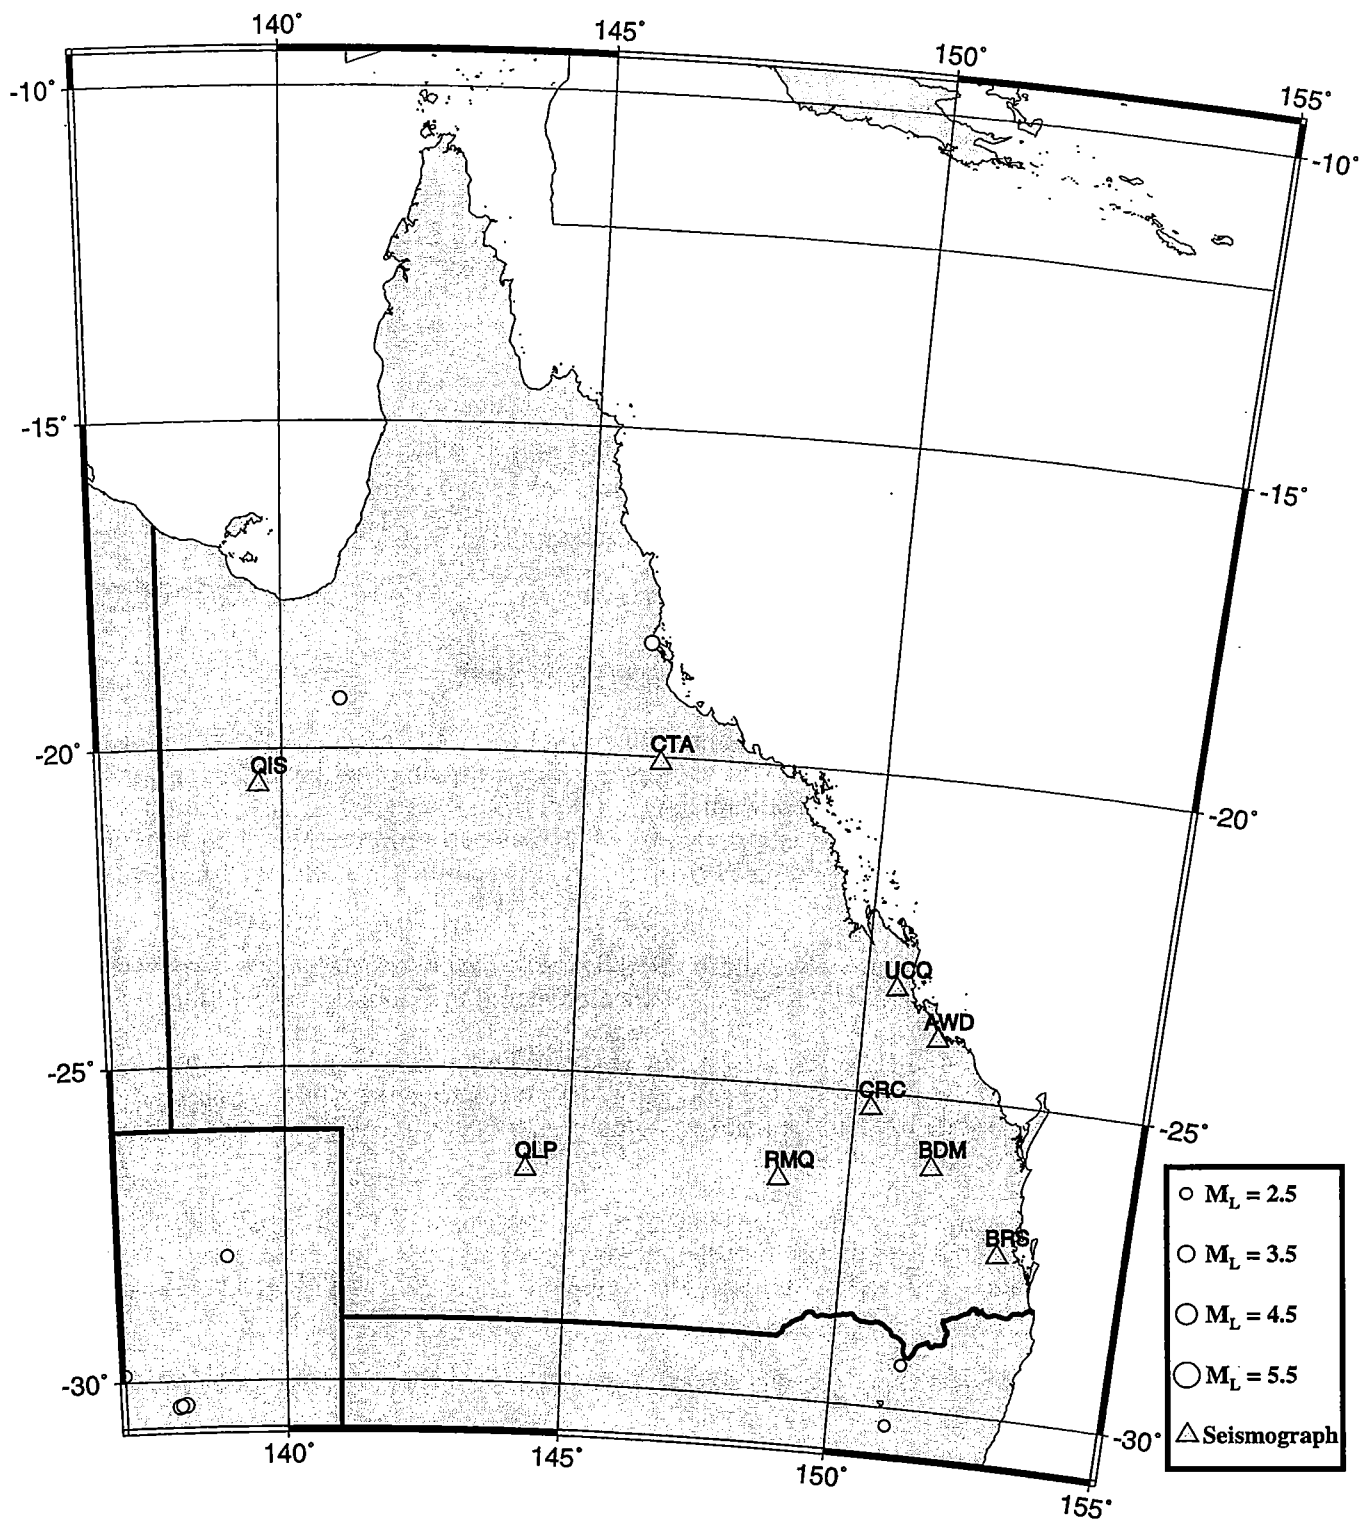 140° 145° 150° 155°
-10° -10°
-15° -15°
-20° -20°
CTA
QIS
UCQ
AWD
CRC
-25° -25°
QLP RMQ BDM
BRS
-30° -30°
140° 145° 150° 155°
M_L = 2.5
M_L = 3.5
M_L = 4.5
M_L = 5.5
Seismograph